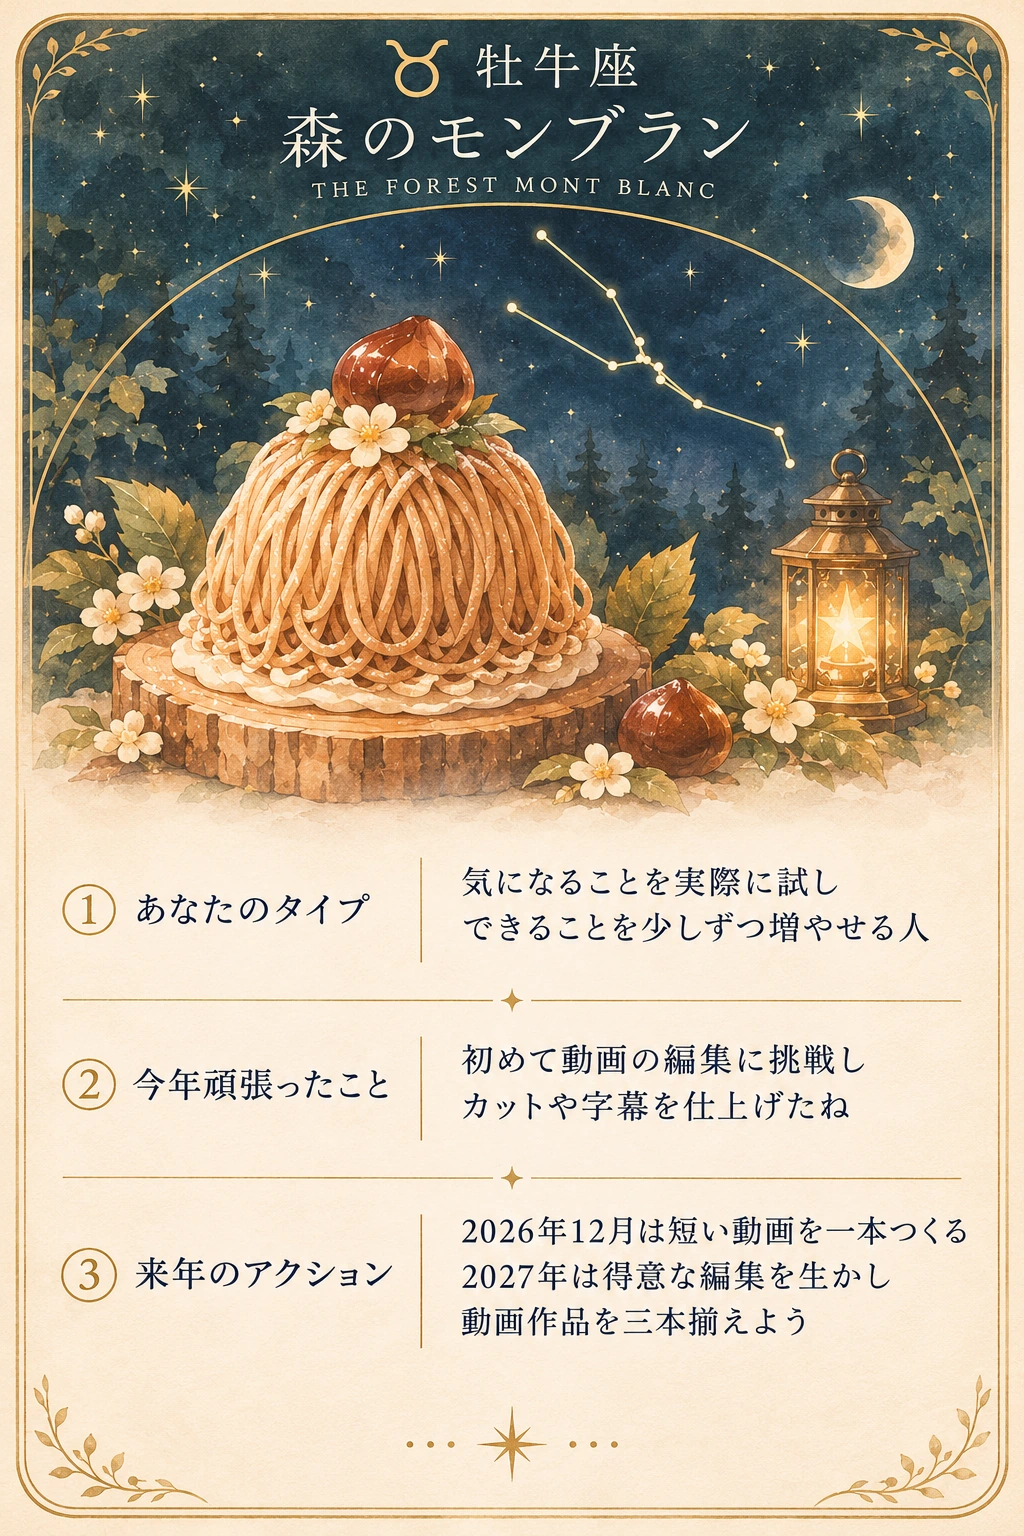 ♉ 牡牛座
森のモンブラン
THE FOREST MONT BLANC
① あなたのタイプ
気になることを実際に試し
できることを少しずつ増やせる人
② 今年頑張ったこと
初めて動画の編集に挑戦し
カットや字幕を仕上げたね
③ 来年のアクション
2026年12月は短い動画を一本つくる
2027年は得意な編集を生かし
動画作品を三本揃えよう